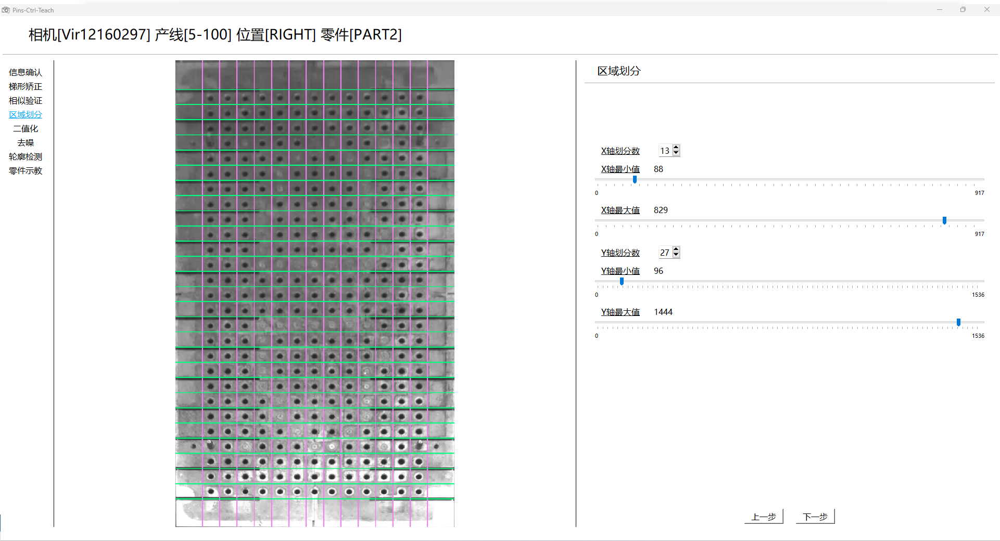 Pins-Ctrl-Teach
相机[Vir12160297] 产线[5-100] 位置[RIGHT] 零件[PART2]
信息确认
梯形矫正
相似验证
区域划分
二值化
去噪
轮廓检测
零件示教
区域划分
X轴划分数 13
X轴最小值 88
0 917
X轴最大值 829
0 917
Y轴划分数 27
Y轴最小值 96
0 1536
Y轴最大值 1444
0 1536
上一步 下一步